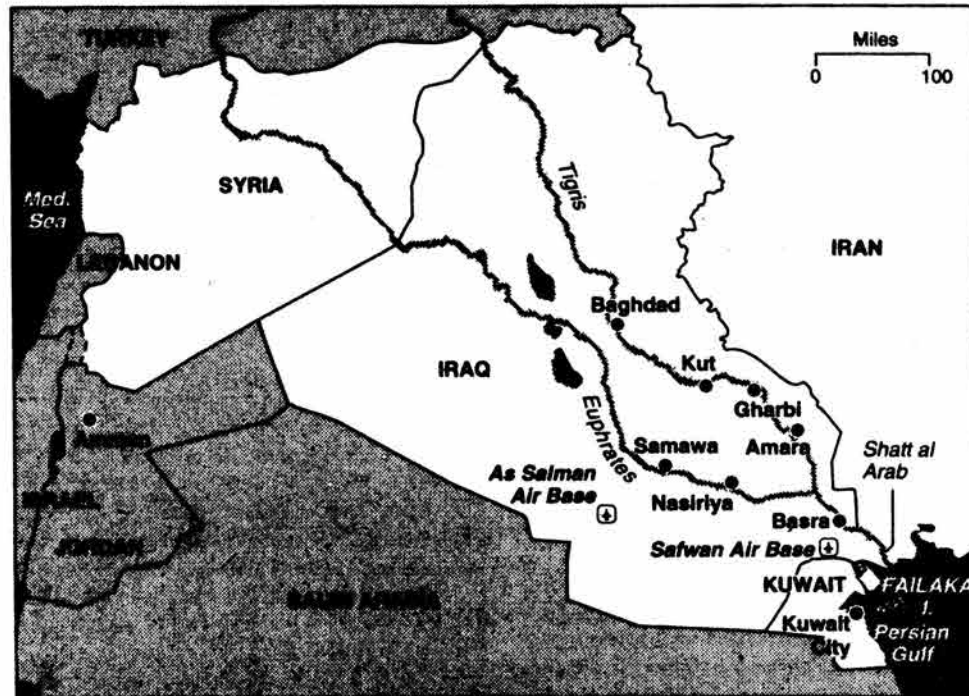 TURKEY
Miles
0 100
SYRIA
Tigris
Med.
Sea
IRAN
LEBANON
Baghdad
IRAQ
Kut
Euphrates
Gharbi
Samawa
Amara
Shatt al
Arab
As Salman
Air Base
Amman
Nasiriya
ISRAEL
Basra
JORDAN
Safwan Air Base
SAUDI ARABIA
KUWAIT
FAILAKA
I.
Kuwait
City
Persian
Gulf